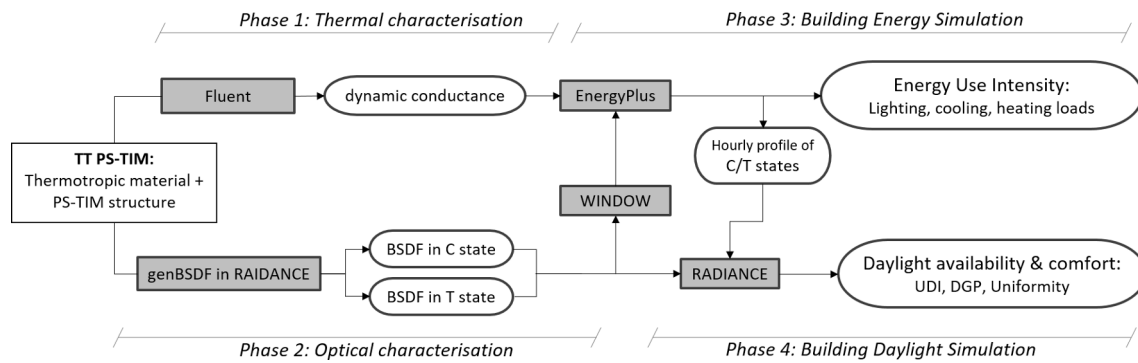 Phase 1: Thermal characterisation
Phase 3: Building Energy Simulation
Fluent
dynamic conductance
EnergyPlus
Energy Use Intensity:
Lighting, cooling, heating loads
TT PS-TIM:
Thermotropic material +
PS-TIM structure
Hourly profile of
C/T states
WINDOW
genBSDF in RAIDANCE
BSDF in C state
BSDF in T state
RADIANCE
Daylight availability & comfort:
UDI, DGP, Uniformity
Phase 2: Optical characterisation
Phase 4: Building Daylight Simulation